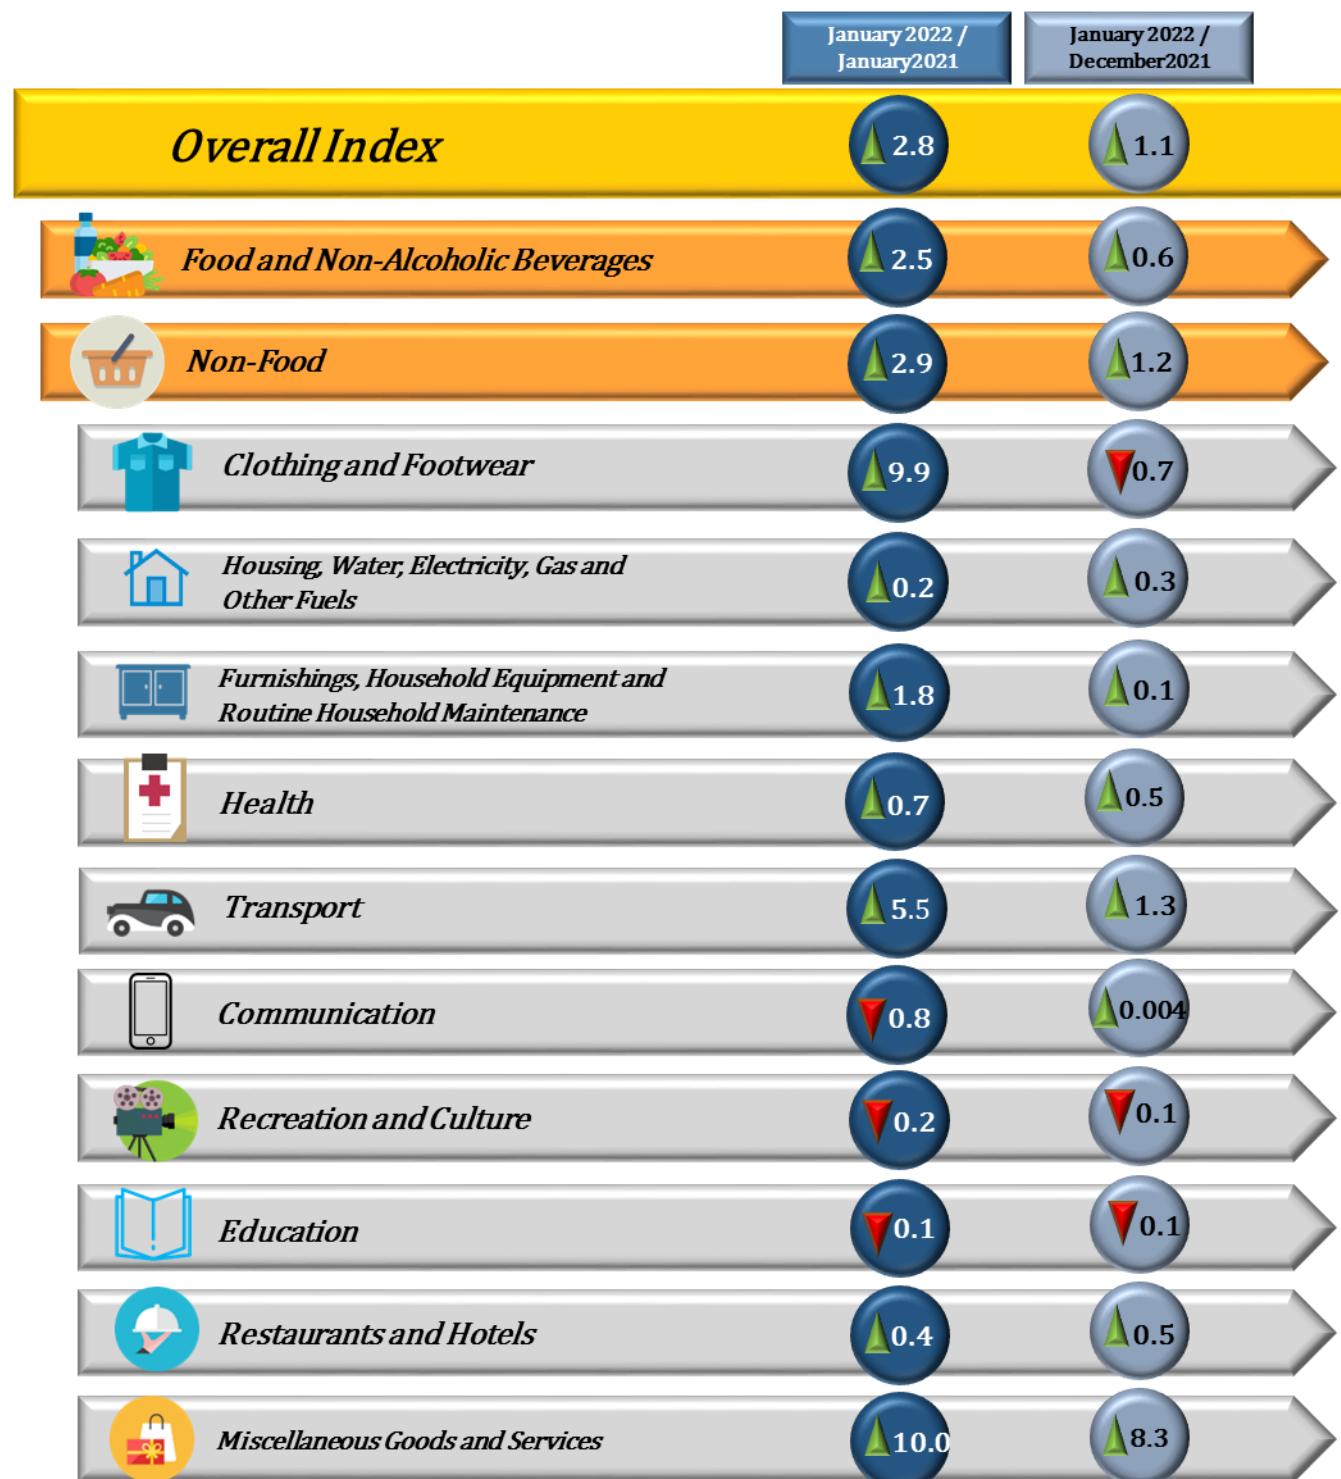 January 2022 /
January2021
January 2022 /
December2021
Overall Index 2.8 1.1
Food and Non-Alcoholic Beverages 2.5 0.6
Non-Food 2.9 1.2
Clothing and Footwear 9.9 0.7
Housing, Water, Electricity, Gas and
Other Fuels 0.2 0.3
Furnishings, Household Equipment and
Routine Household Maintenance 1.8 0.1
Health 0.7 0.5
Transport 5.5 1.3
Communication 0.8 0.004
Recreation and Culture 0.2 0.1
Education 0.1 0.1
Restaurants and Hotels 0.4 0.5
Miscellaneous Goods and Services 10.0 8.3